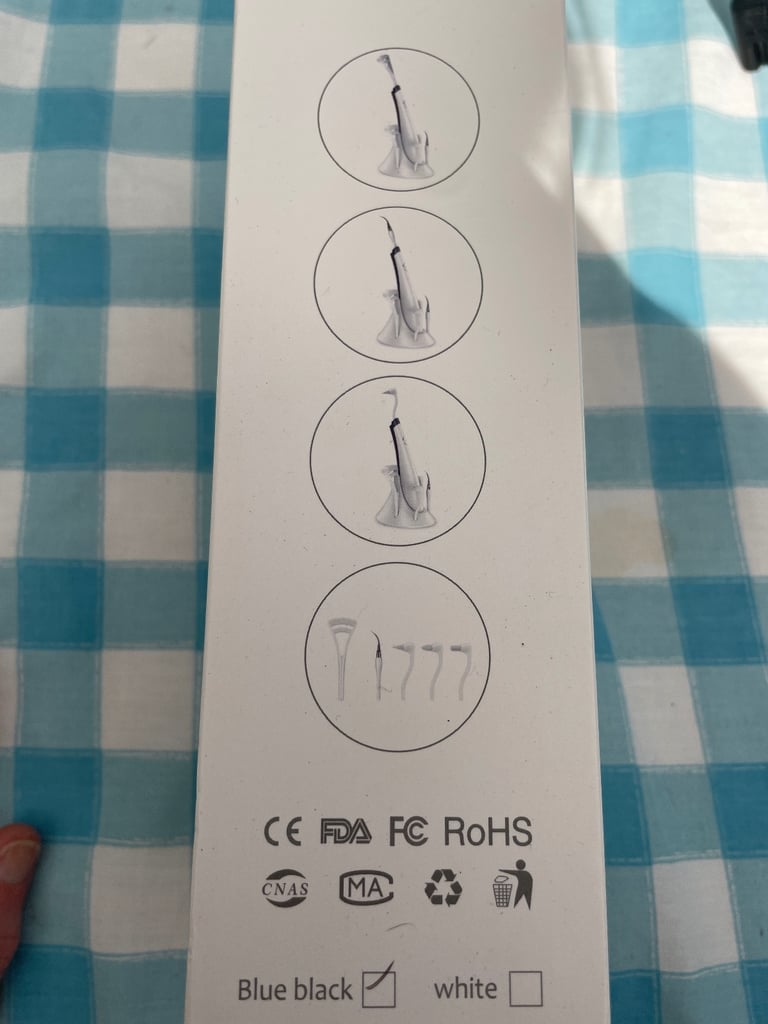 CE FDA FC RoHS
CNAS MA
Blue black white